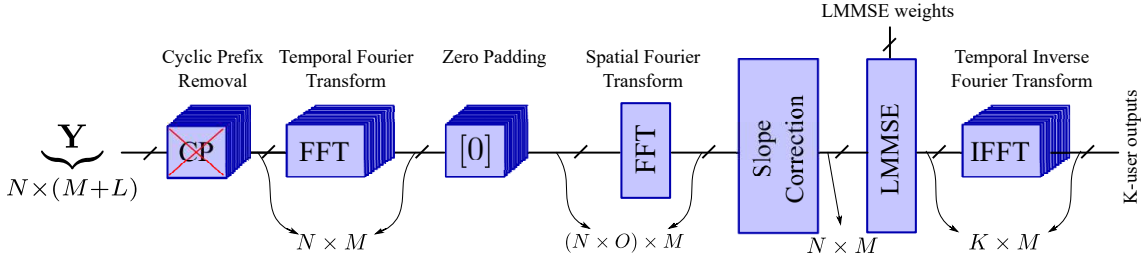 LMMSE weights
Cyclic Prefix
Removal
Temporal Fourier
Transform
Zero Padding
Spatial Fourier
Transform
Temporal Inverse
Fourier Transform
Y
N×(M+L)
CP
FFT
[0]
FFT
Slope
Correction
LMMSE
IFFT
K-user outputs
N × M
(N × O) × M
N × M
K × M